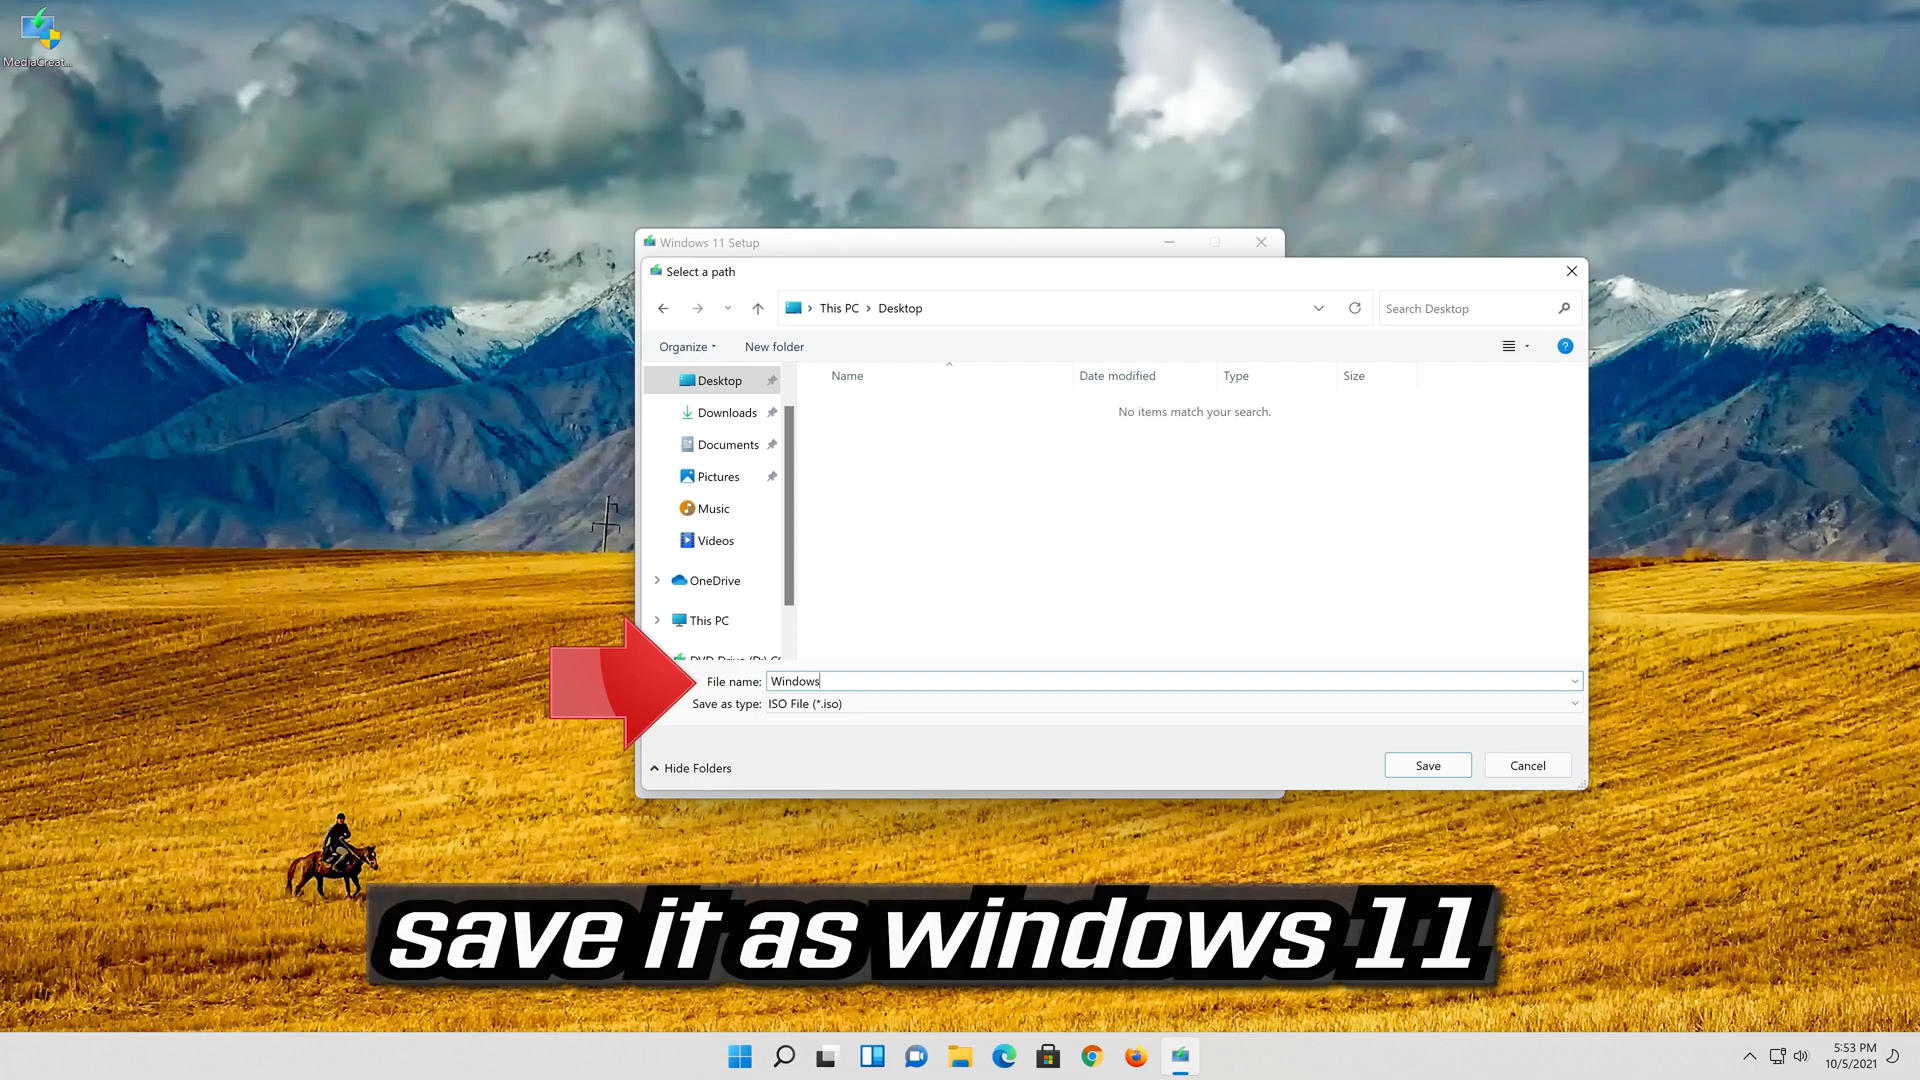 MediaCreat...
Windows 11 Setup
Select a path
This PC
Desktop
Search Desktop
Organize
New folder
Name
Date modified
Type
Size
Desktop
No items match your search.
Downloads
Documents
Pictures
Music
Videos
OneDrive
This PC
DVD Drive (D:)
File name: Windows
Save as type: ISO File (*.iso)
Hide Folders
Save
Cancel
save it as windows 11
5:53 PM
10/5/2021